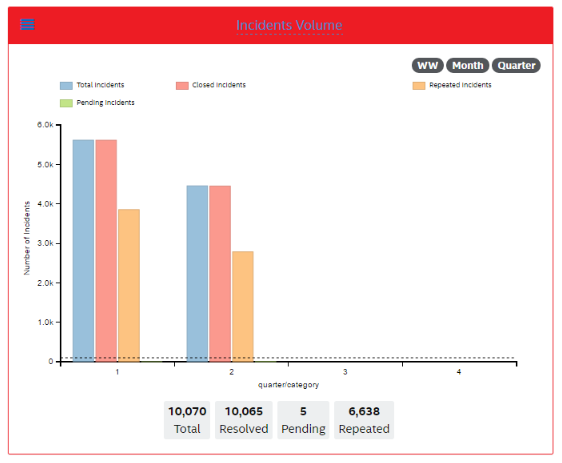 Incidents Volume
WW Month Quarter
Total Incidents Closed Incidents Repeated Incidents
Pending Incidents
6.0k
5.0k
4.0k
3.0k
2.0k
1.0k
0
Number of Incidents
1 2 3 4
quarter/category
10,070 10,065 5 6,638
Total Resolved Pending Repeated